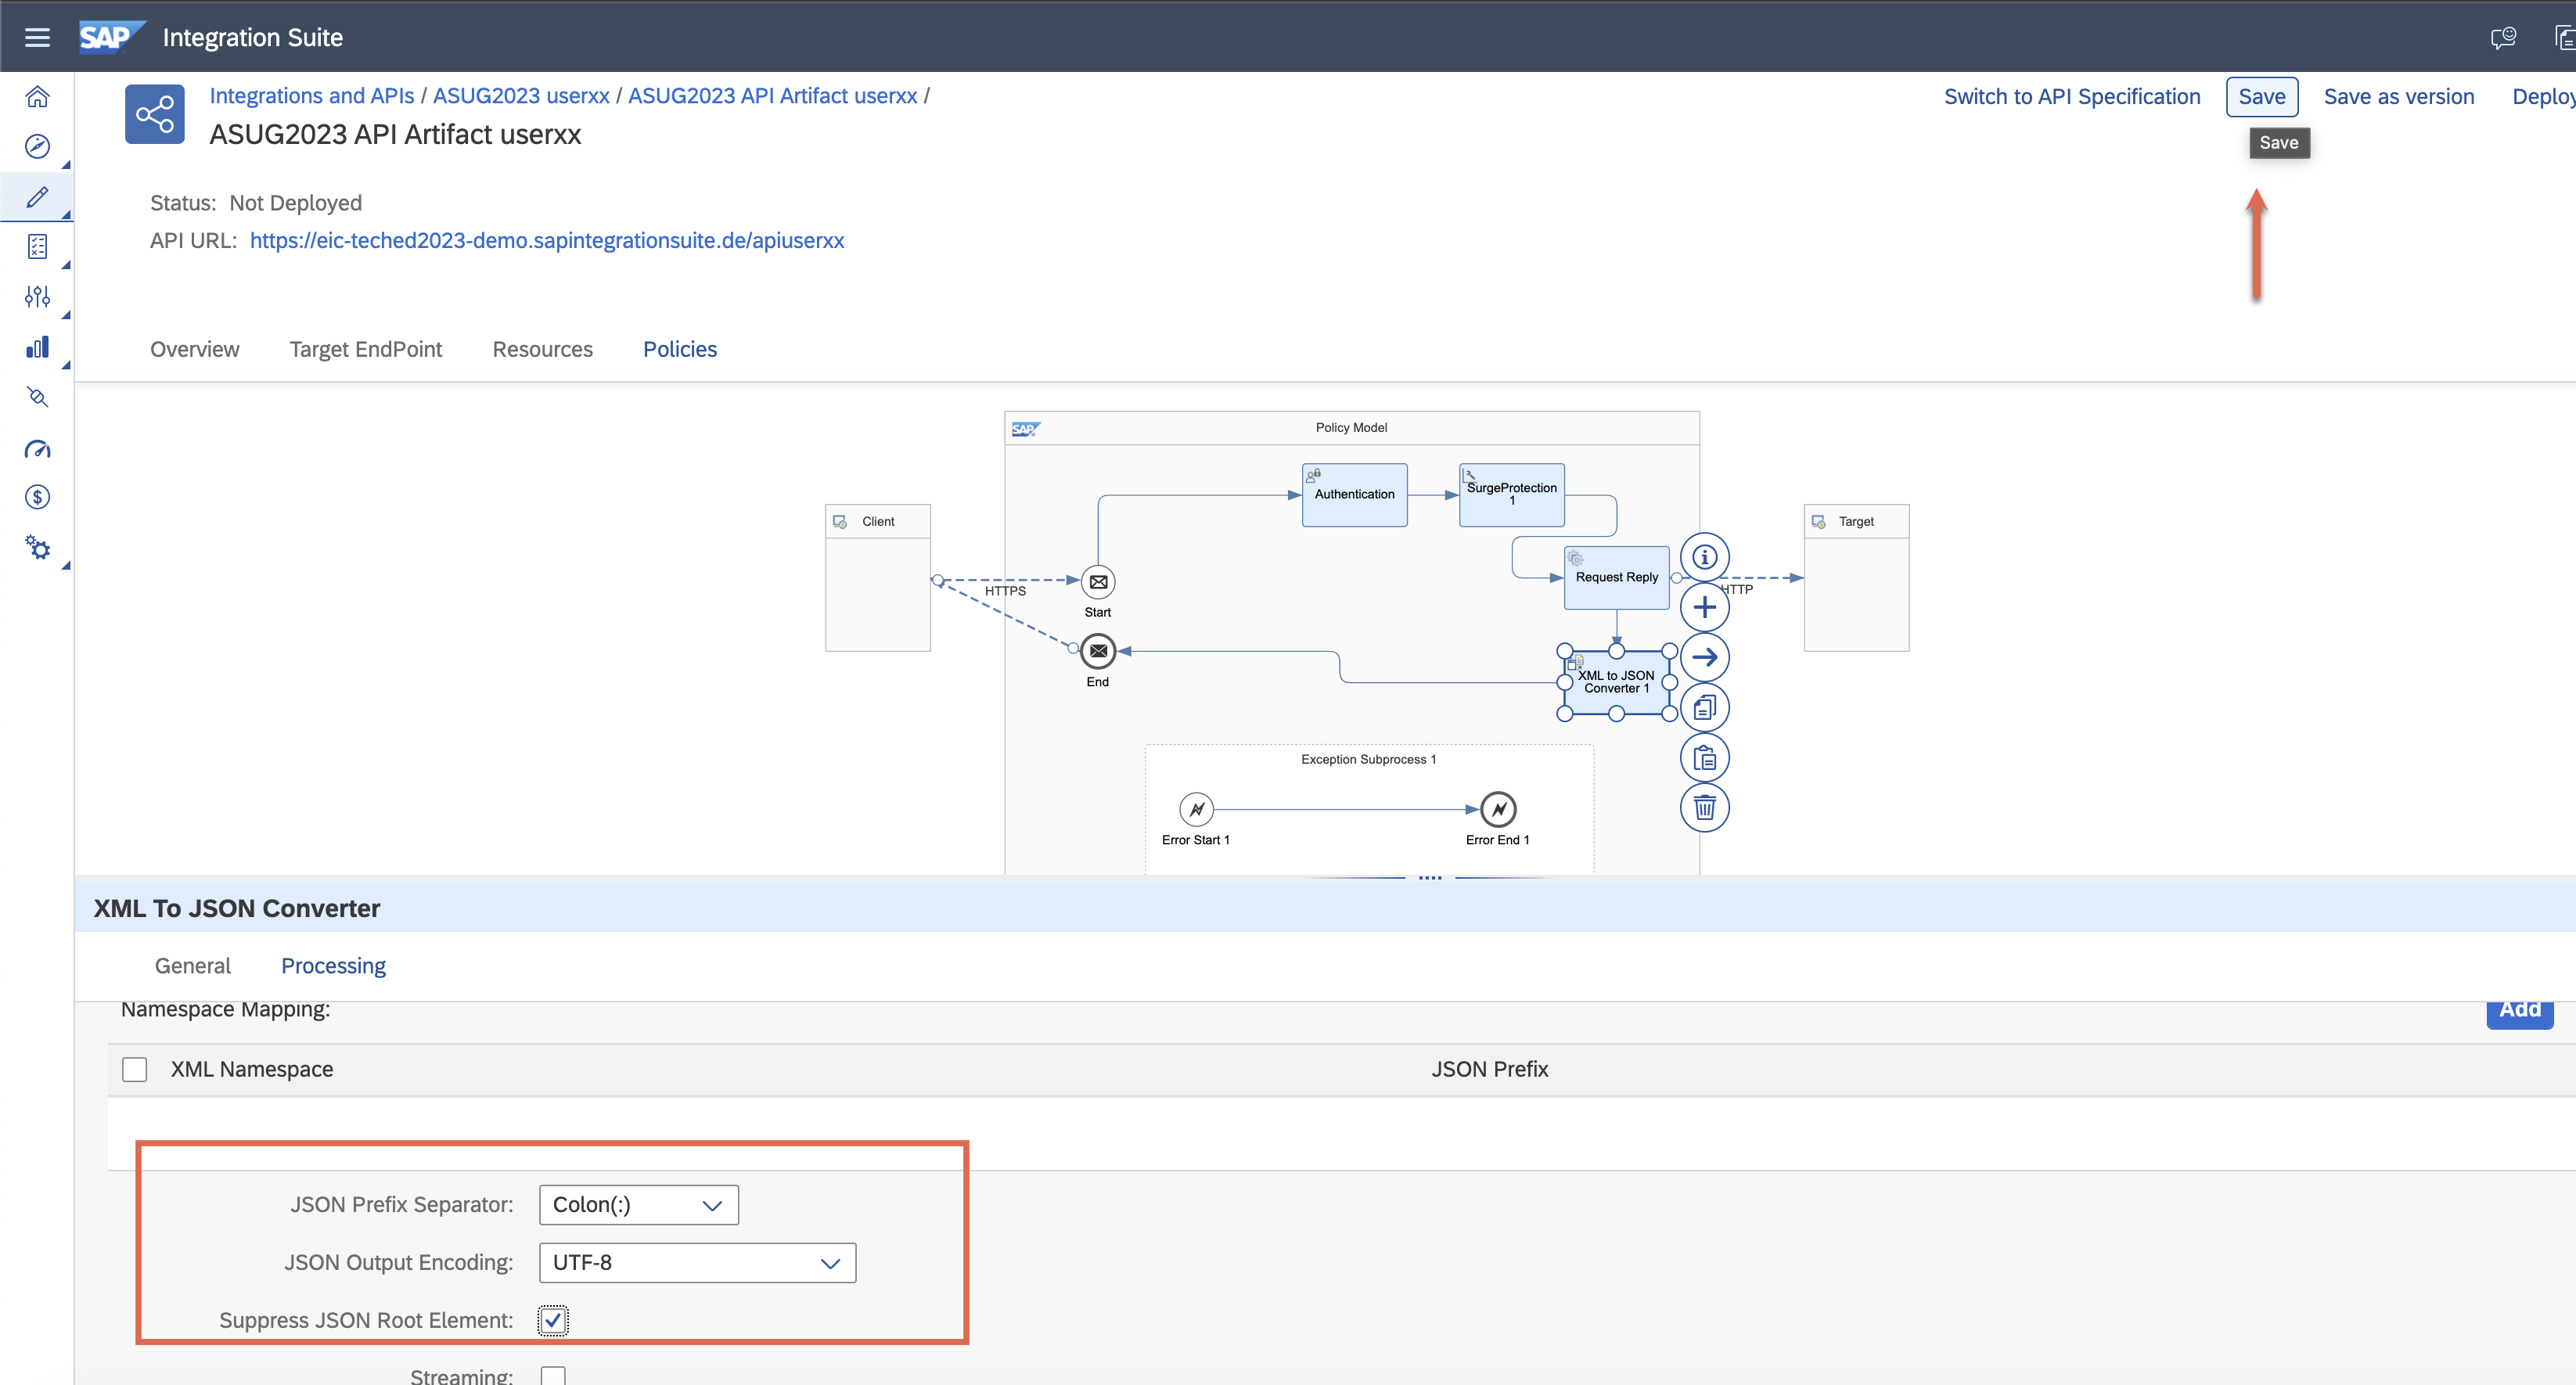 SAP Integration Suite
Integrations and APIs / ASUG2023 userxx / ASUG2023 API Artifact userxx /
Switch to API Specification Save Save as version Deploy
ASUG2023 API Artifact userxx
Save
Status: Not Deployed
API URL: https://eic-teched2023-demo.sapintegrationsuite.de/apiuserxx
Overview Target EndPoint Resources Policies
SAP Policy Model
Authentication
SurgeProtection
1
Client
Target
Request Reply
HTTPS
HTTP
Start
XML to JSON
Converter 1
End
Exception Subprocess 1
Error Start 1 Error End 1
XML To JSON Converter
General Processing
Namespace Mapping: Add
XML Namespace JSON Prefix
JSON Prefix Separator: Colon(:)
JSON Output Encoding: UTF-8
Suppress JSON Root Element:
Streaming: